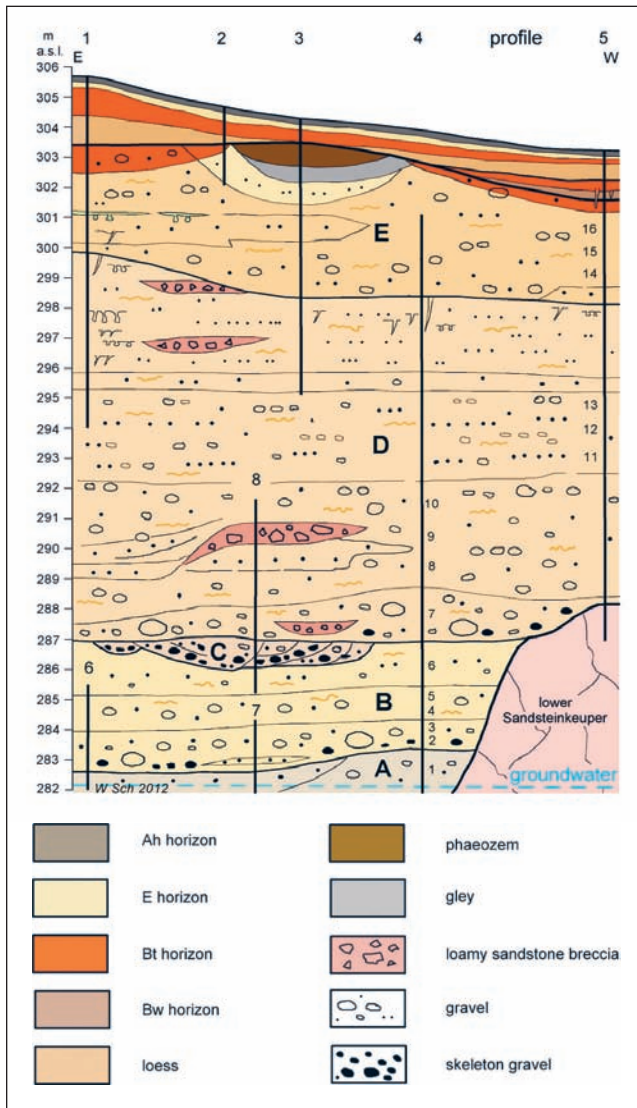 m 1 2 3 4 profile 5
a.s.l. E W
306
305
304
303
302
301
300
299
298
297
296
295
294
293
292
291
290
289
288
287
286
285
284
283
282
E
16
15
14
13
D
12
11
8
10
9
8
7
C
6
6
B
5
4
7
3
2
A
1
lower
Sandsteinkeuper
groundwater
W Sch 2012
Ah horizon phaeozem
E horizon gley
Bt horizon loamy sandstone breccia
Bw horizon gravel
loess skeleton gravel